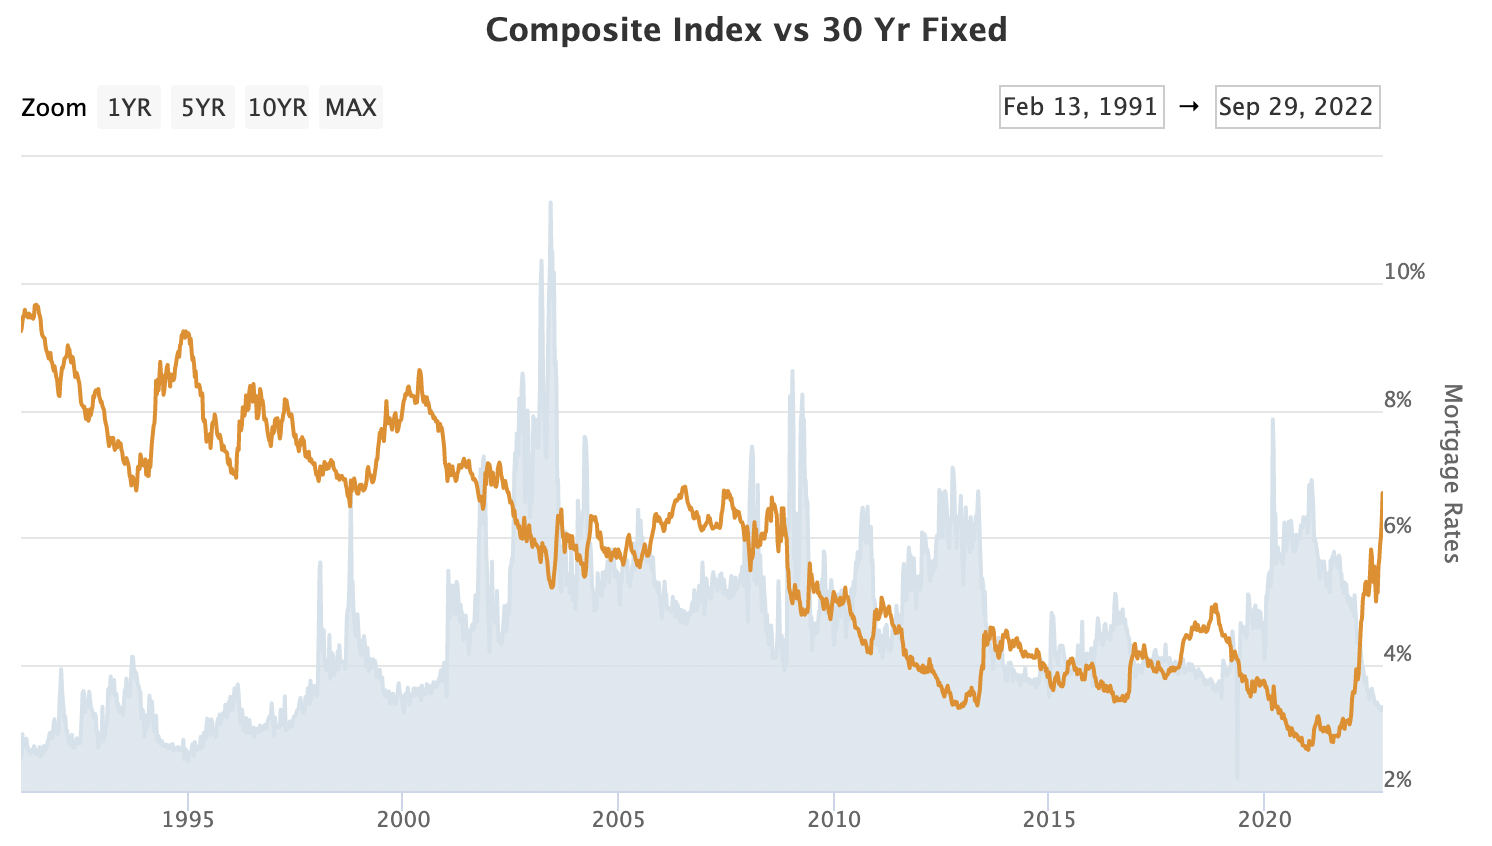 Composite Index vs 30 Yr Fixed
Zoom 1YR 5YR 10YR MAX Feb 13, 1991 → Sep 29, 2022
10%
8%
6%
4%
2%
Mortgage Rates
1995 2000 2005 2010 2015 2020